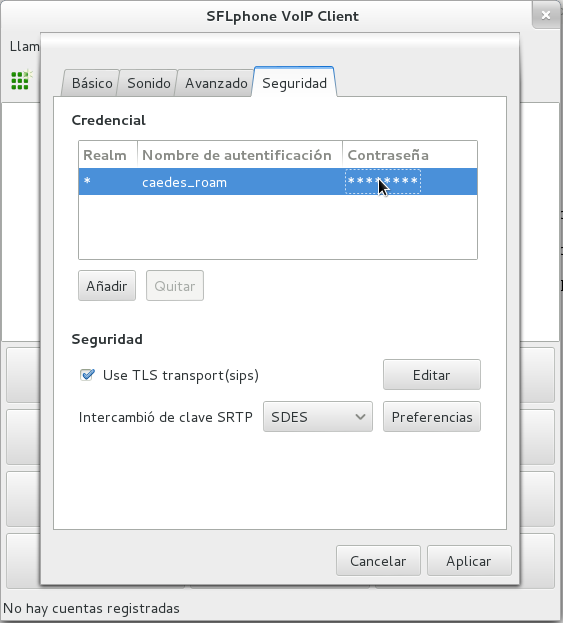 SFLphone VoIP Client
Llam
Básico Sonido Avanzado Seguridad
Credencial
Realm Nombre de autentificación Contraseña
* caedes_roam ********
Añadir Quitar
Seguridad
Use TLS transport(sips) Editar
Intercambió de clave SRTP SDES Preferencias
Cancelar Aplicar
No hay cuentas registradas